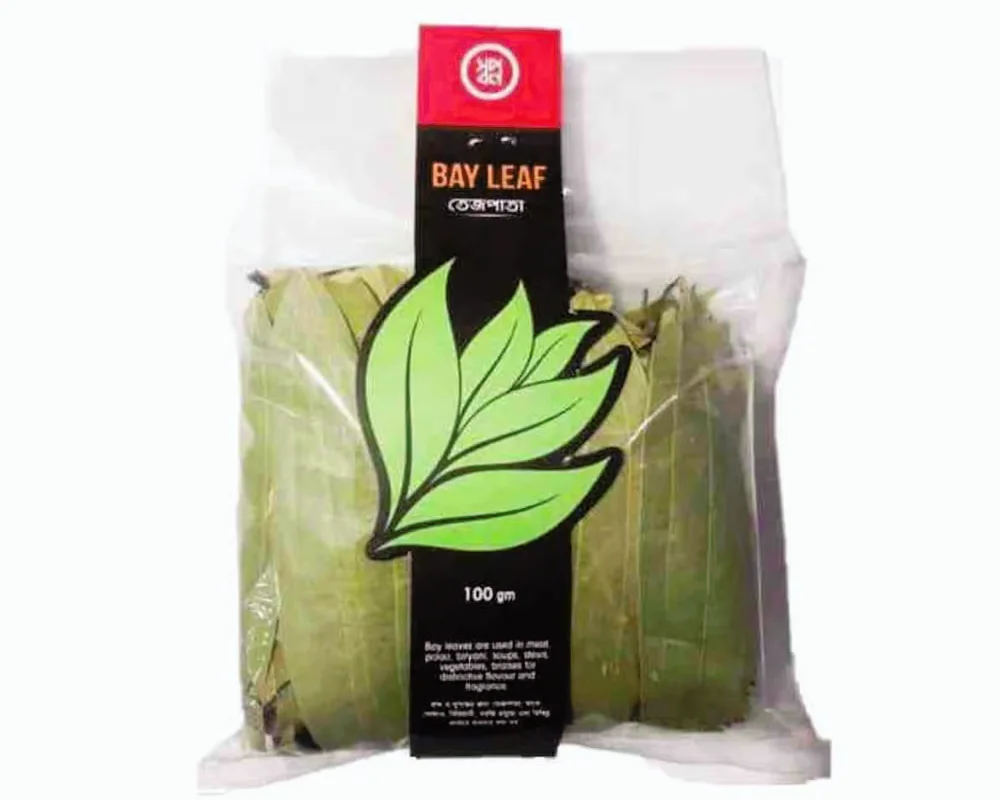 BAY LEAF
তেজপাতা
100 gm
Bay leaves are used in meat,
polau, biryani, soups, stews,
vegetables, braises for
distinctive flavour and
fragrance.